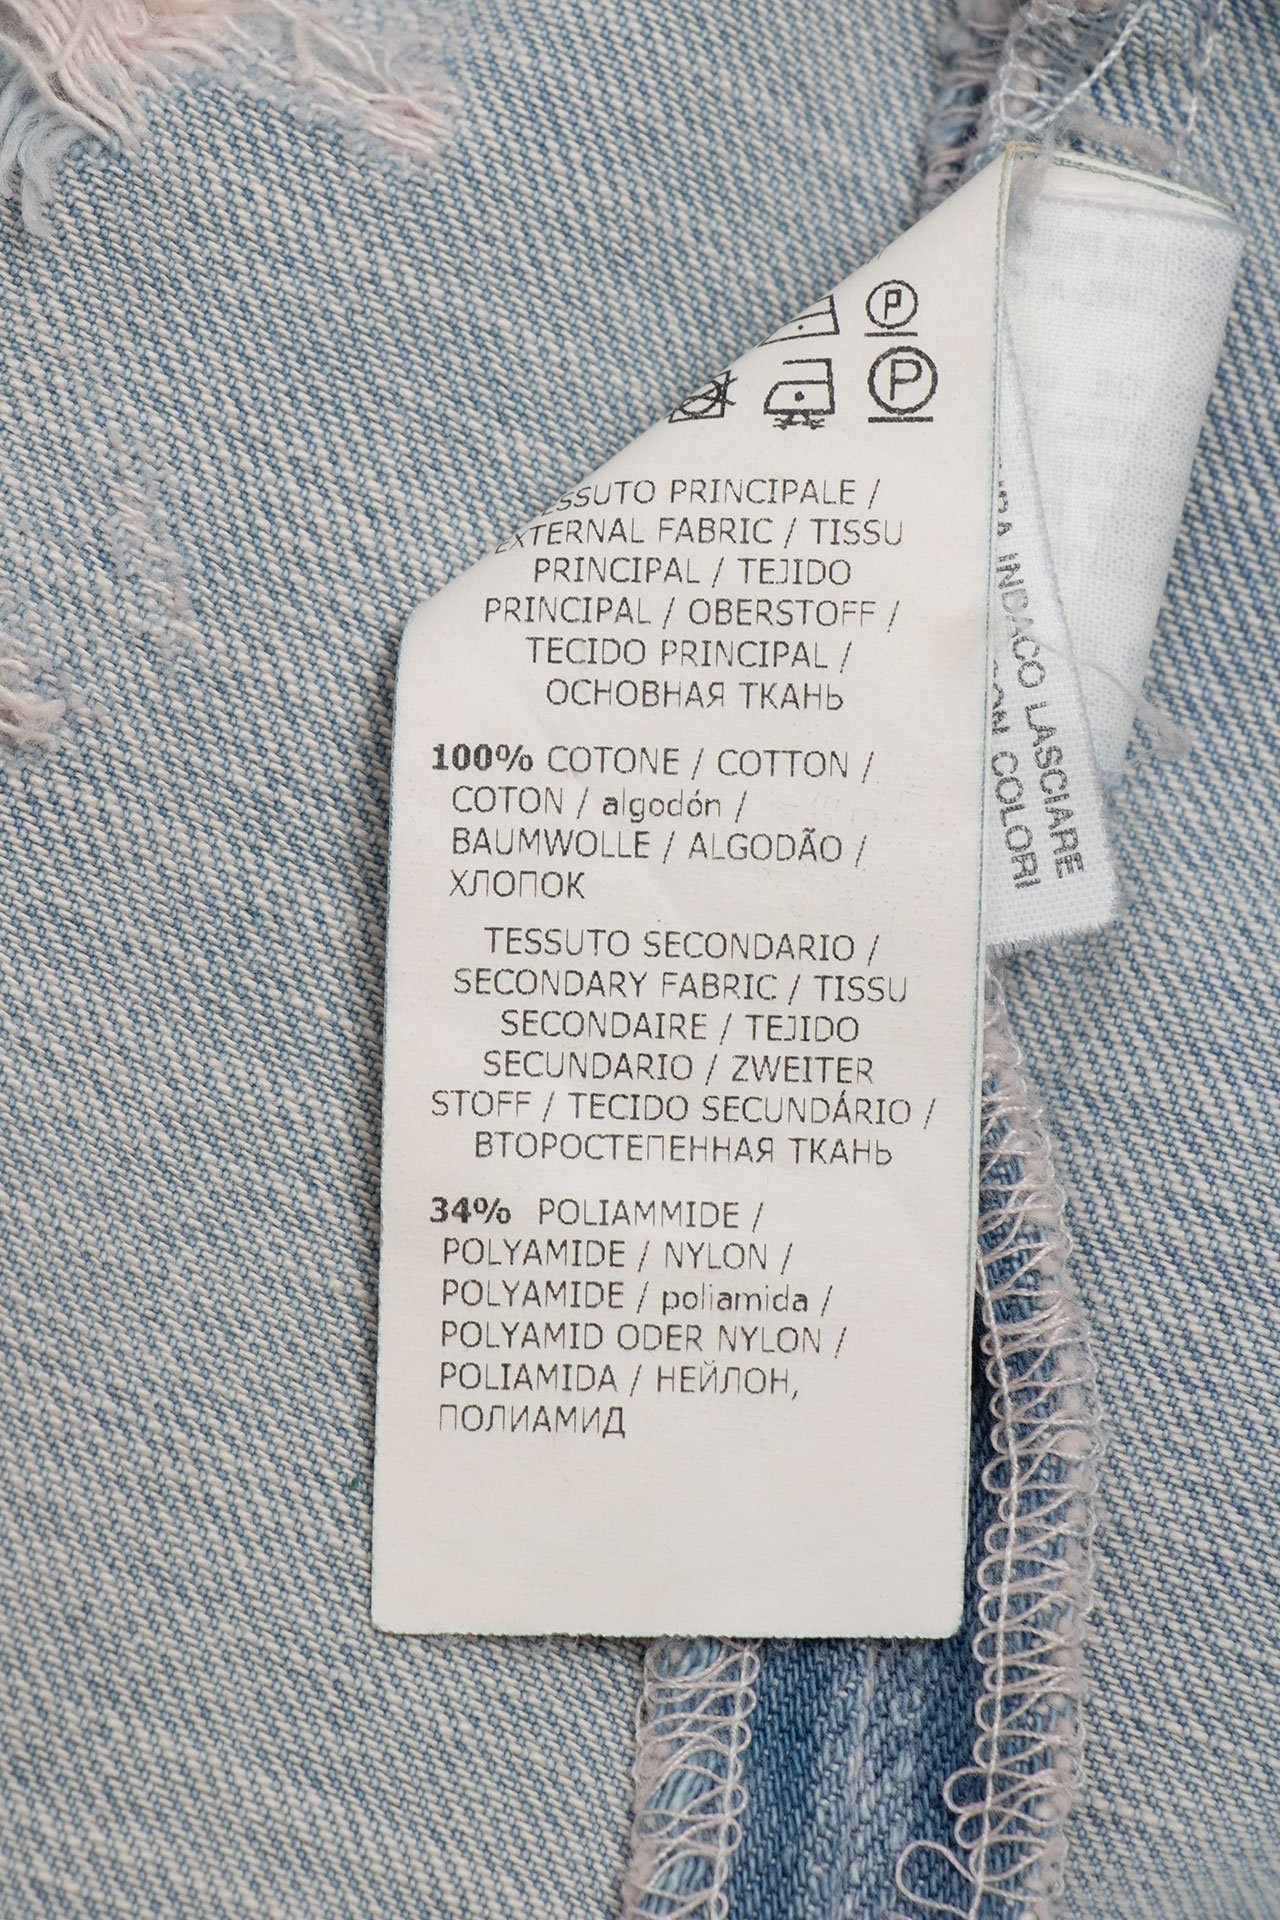 P
P
PRINCIPALE /
EXTERNAL FABRIC / TISSU
PRINCIPAL / TEJIDO
PRINCIPAL / OBERSTOFF /
TECIDO PRINCIPAL /
ОСНОВНАЯ ТКАНЬ
100% COTONE / COTTON /
COTON / algodón /
BAUMWOLLE / ALGODÃO /
ХЛОПОК
TESSUTO SECONDARIO /
SECONDARY FABRIC / TISSU
SECONDAIRE / TEJIDO
SECUNDARIO / ZWEITER
STOFF / TECIDO SECUNDÁRIO /
ВТОРОСТЕПЕННАЯ ТКАНЬ
34% POLIAMMIDE /
POLYAMIDE / NYLON /
POLYAMIDE / poliamida /
POLYAMID ODER NYLON /
POLIAMIDA / НЕЙЛОН,
ПОЛИАМИД
INDACO LASCIARE
CON COLORI